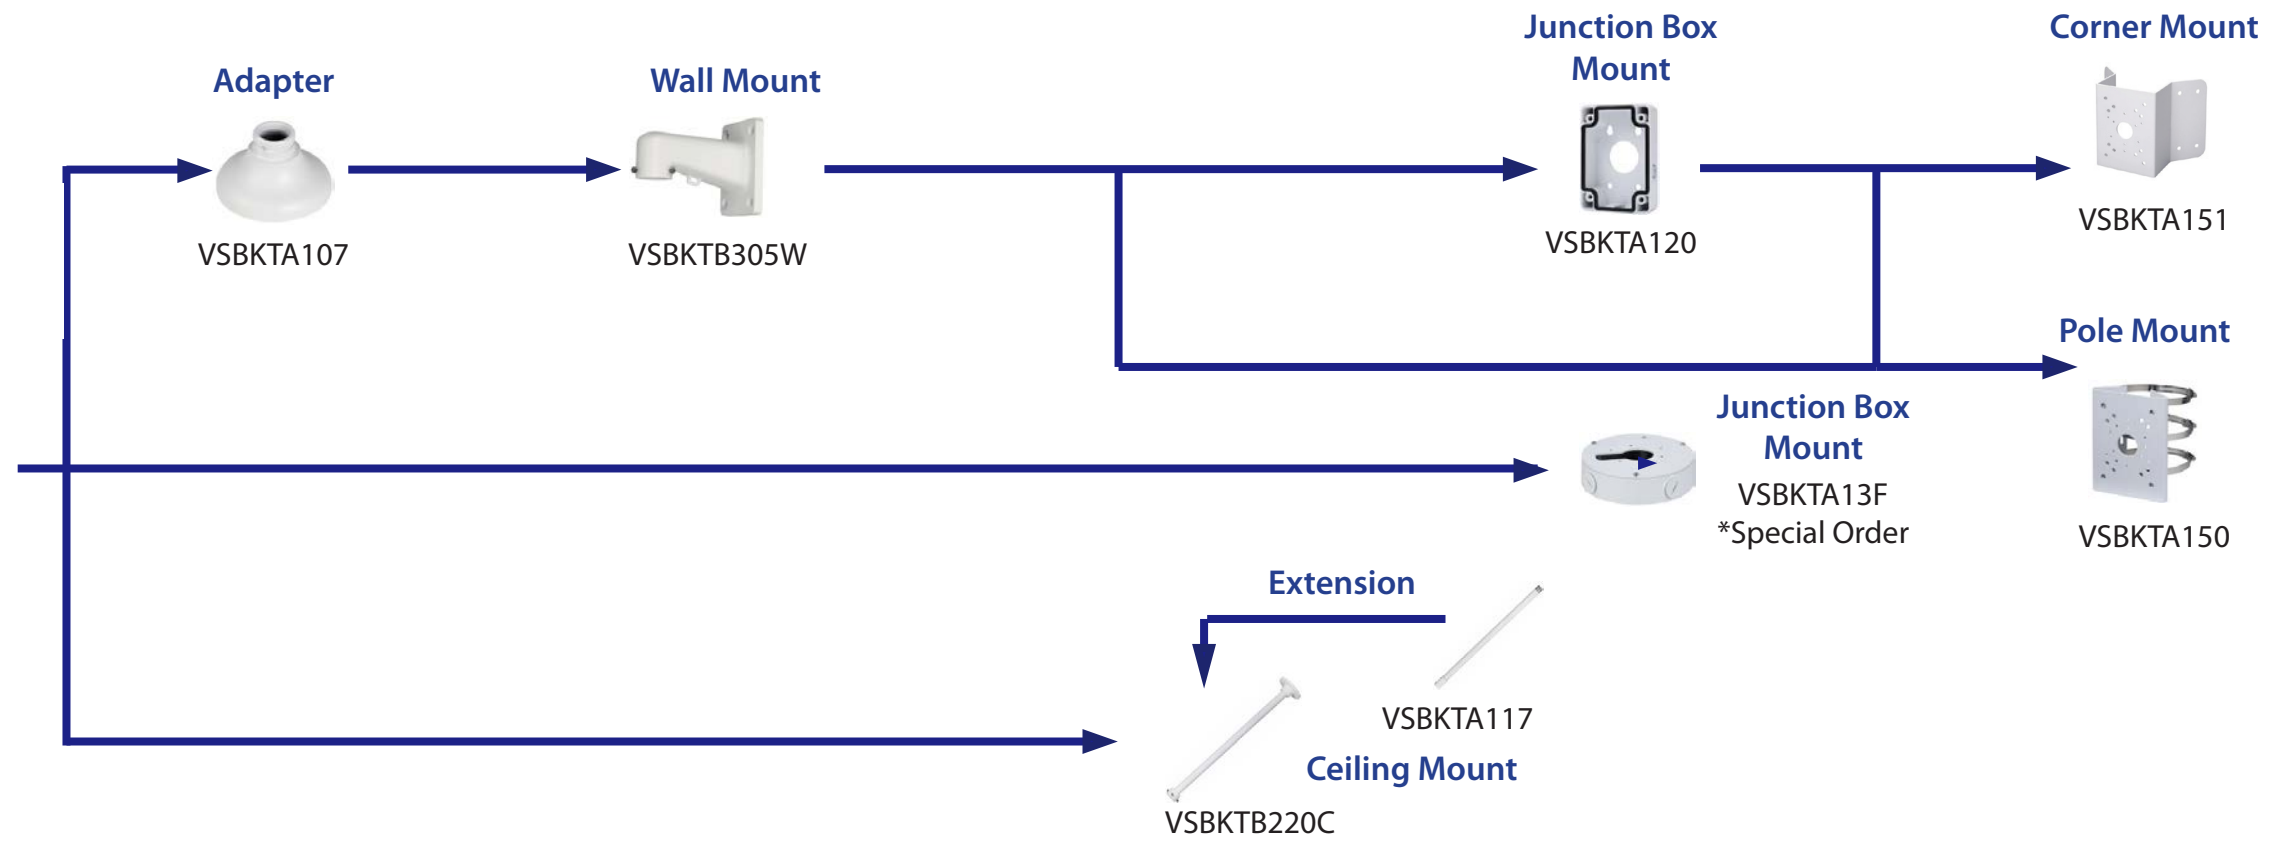 Adapter
VSBKTA107
Wall Mount
VSBKTB305W
Junction Box
Mount
VSBKTA120
Corner Mount
VSBKTA151
Pole Mount
VSBKTA150
Junction Box
Mount
VSBKTA13F
*Special Order
Extension
VSBKTA117
Ceiling Mount
VSBKTB220C